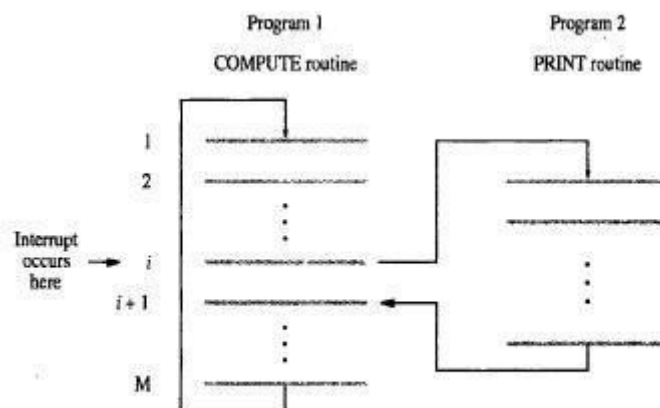 Program 1
COMPUTE routine
Program 2
PRINT routine
1
2
Interrupt
occurs
here
i
i + 1
M